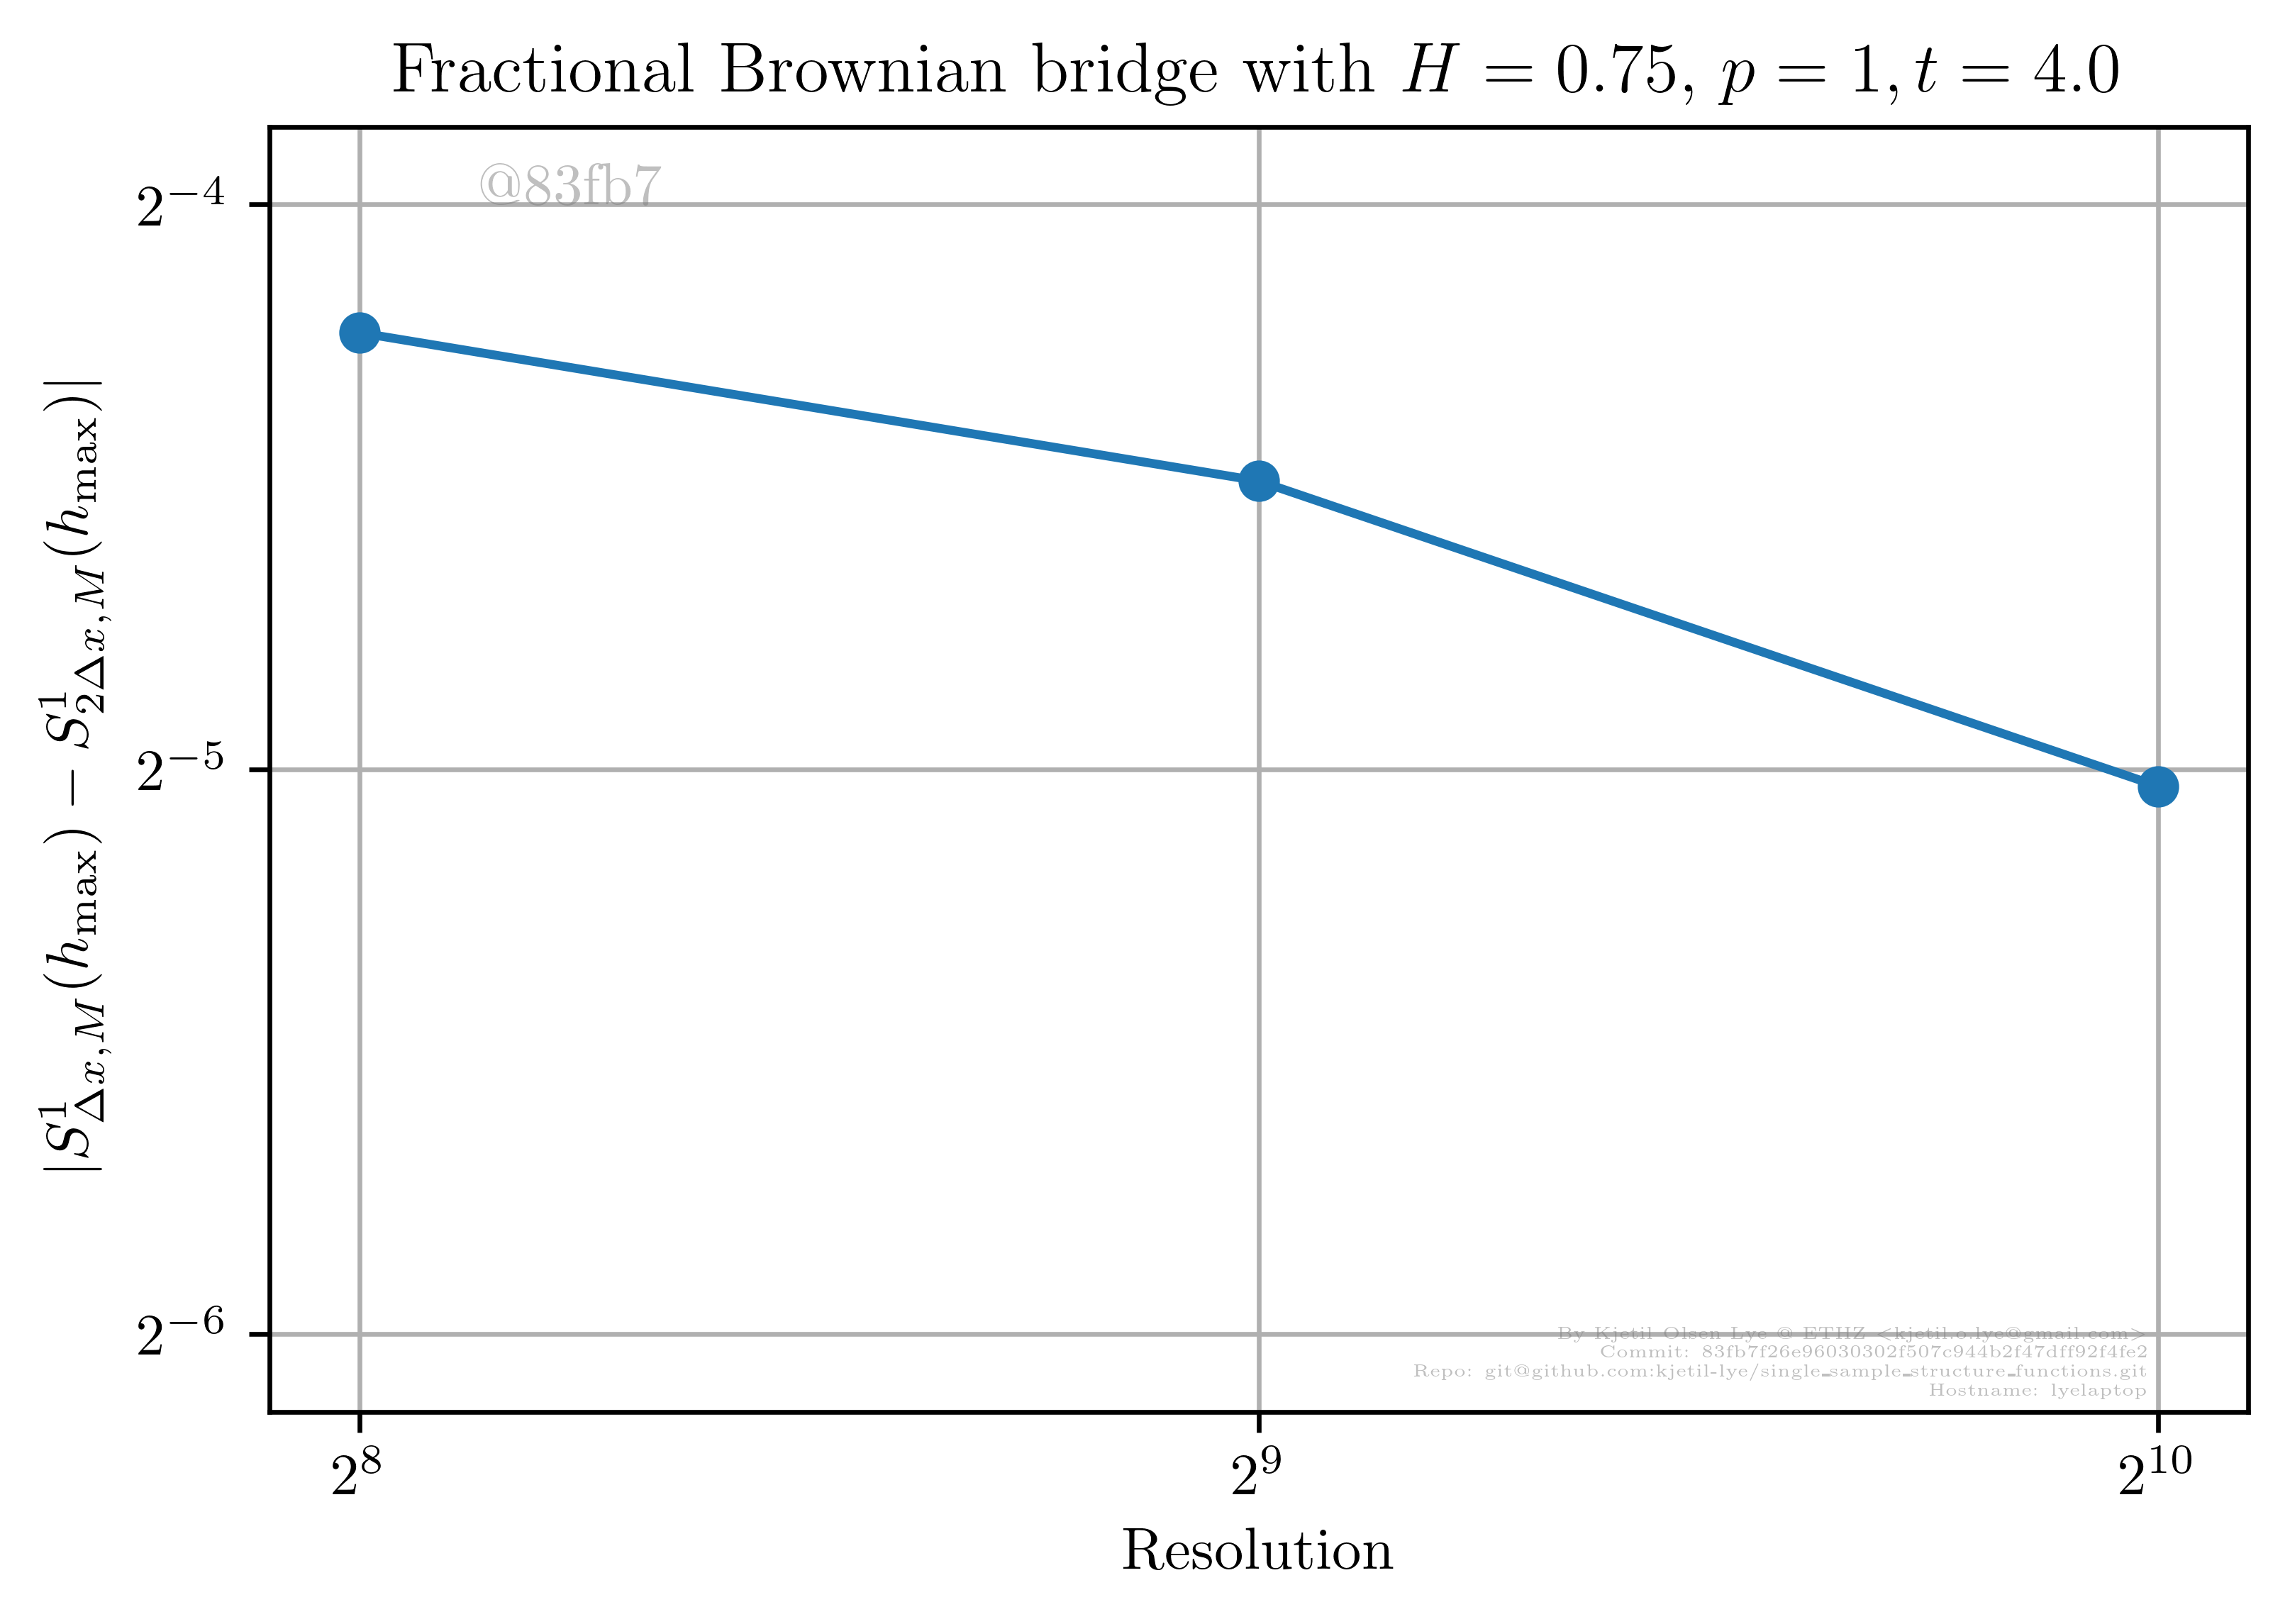 Fractional Brownian bridge with H = 0.75, p = 1, t = 4.0
@83fb7
|S^1_{Δx,M}(h_max) − S^1_{2Δx,M}(h_max)|
2^{−4}
2^{−5}
2^{−6}
By Kjetil Olsen Lye @ ETHZ <kjetil.o.lye@gmail.com>
Commit: 83fb7f26e96030302f507c944b2f47dff92f4fe2
Repo: git@github.com:kjetil-lye/single_sample_structure_functions.git
Hostname: lyelaptop
2^8 2^9 2^{10}
Resolution